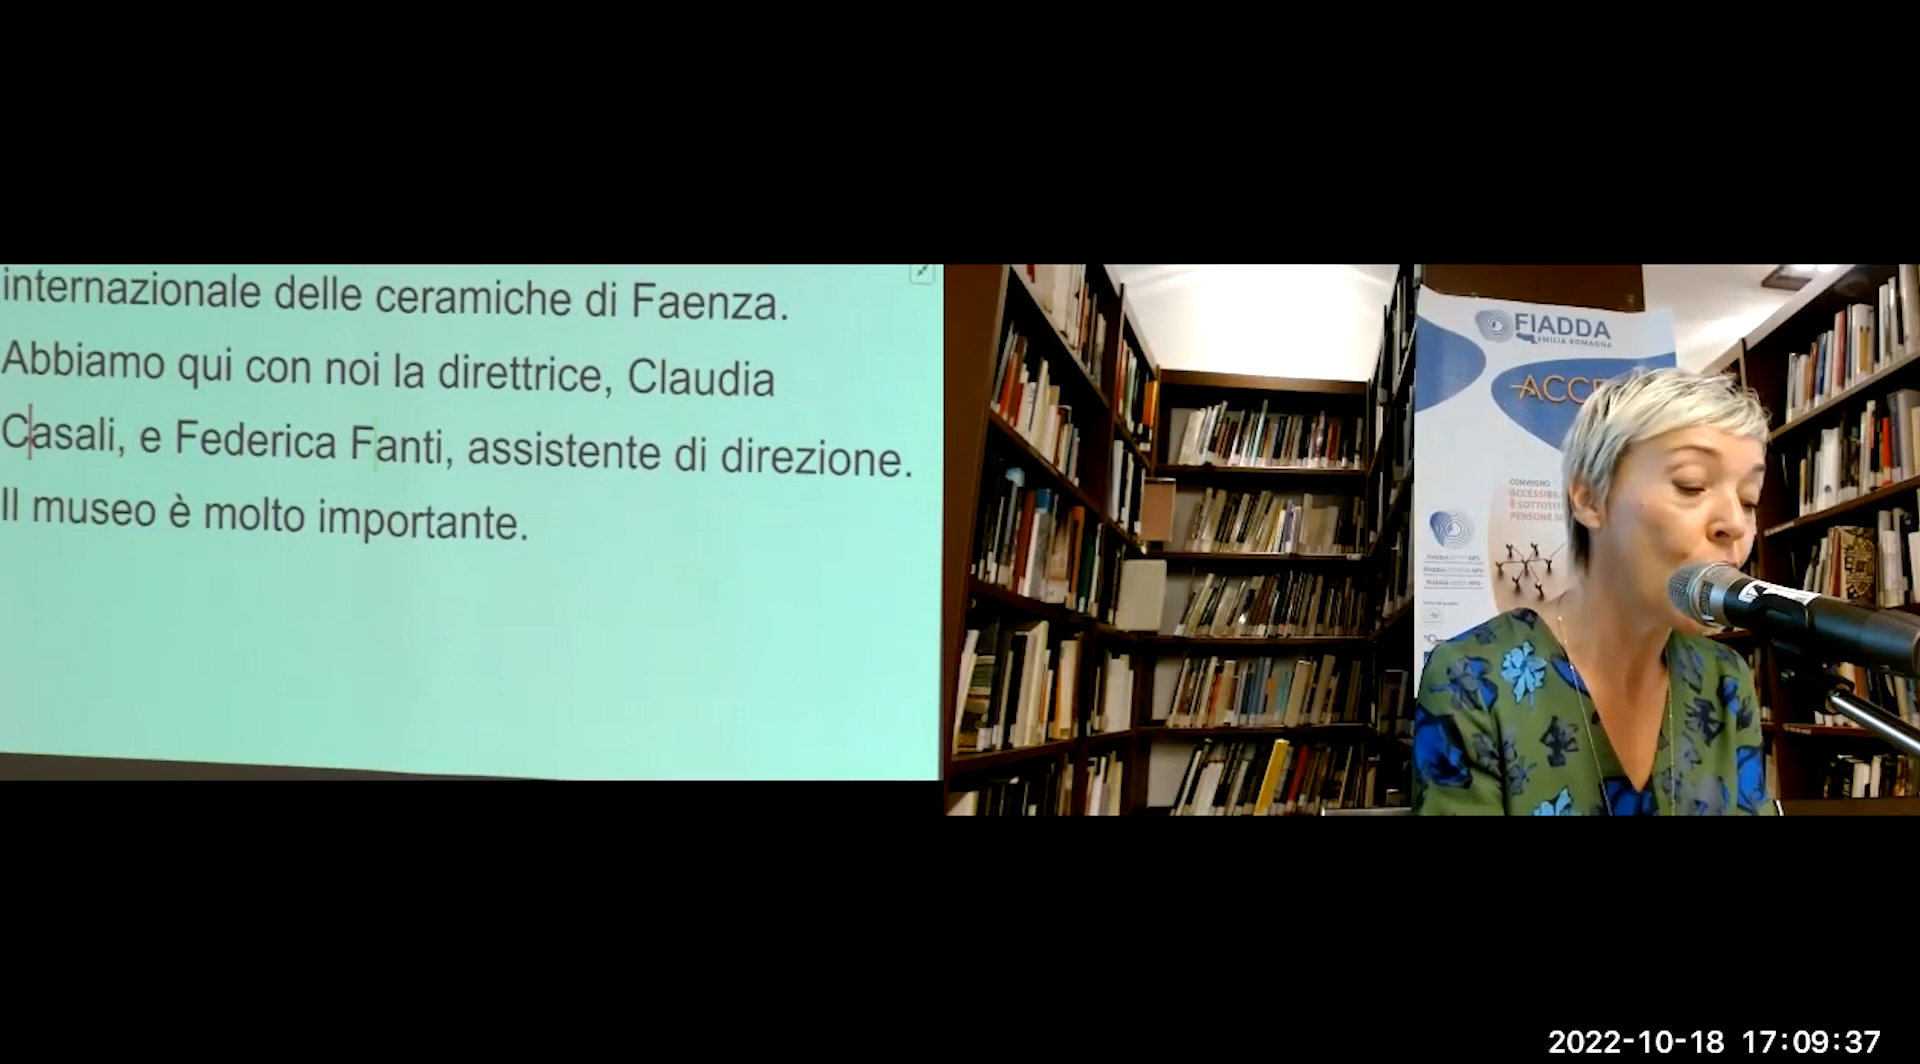 internazionale delle ceramiche di Faenza.
Abbiamo qui con noi la direttrice, Claudia
Casali, e Federica Fanti, assistente di direzione.
Il museo è molto importante.
FIADDA
EMILIA ROMAGNA
CONVEGNO
2022-10-18 17:09:37